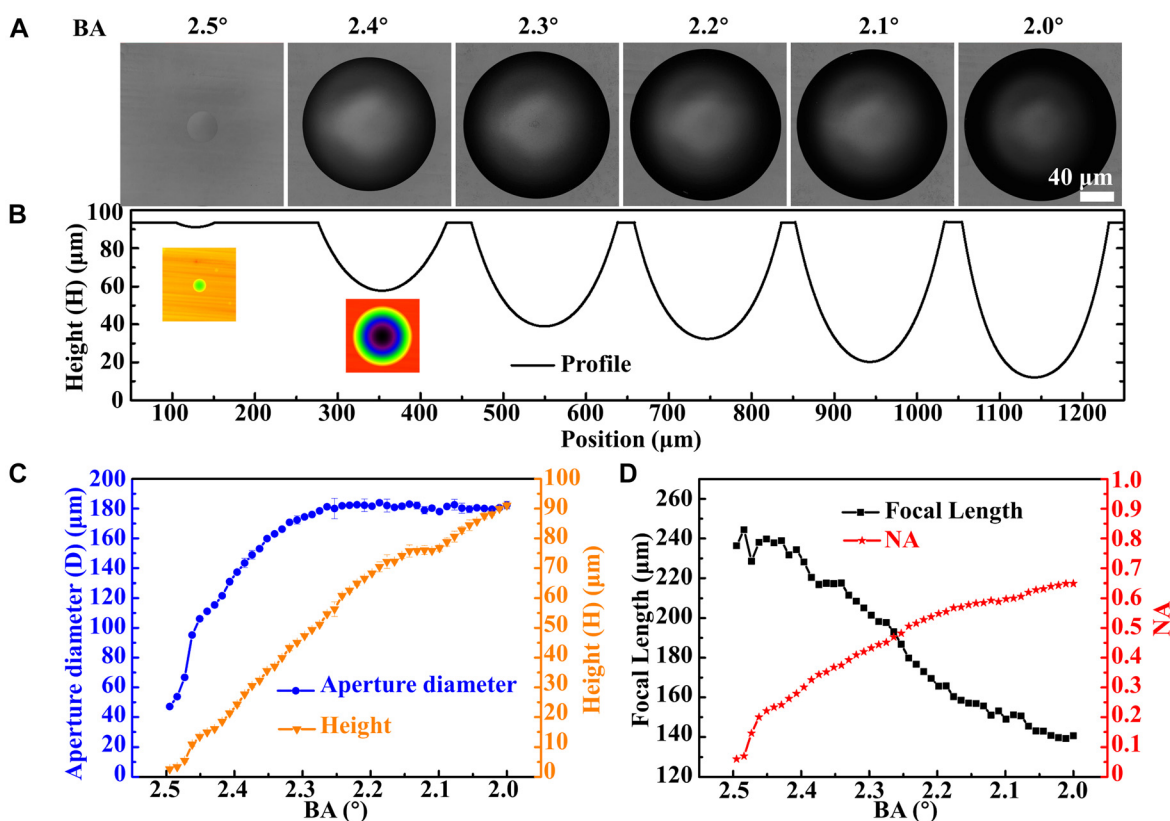 A BA 2.5° 2.4° 2.3° 2.2° 2.1° 2.0°
40 μm
B
Height (H) (μm)
100
80
60
40
20
0
Profile
100 200 300 400 500 600 700 800 900 1000 1100 1200
Position (μm)
C
Aperture diameter (D) (μm)
200
180
160
140
120
100
80
60
40
20
0
Aperture diameter
Height
100
90
80
70
60
50
40
30
20
10
0
Height (H) (μm)
2.5 2.4 2.3 2.2 2.1 2.0
BA (°)
D
Focal Length (μm)
260
240
220
200
180
160
140
120
Focal Length
NA
1.0
0.9
0.8
0.7
0.6
0.5
0.4
0.3
0.2
0.1
0
NA
2.5 2.4 2.3 2.2 2.1 2.0
BA (°)